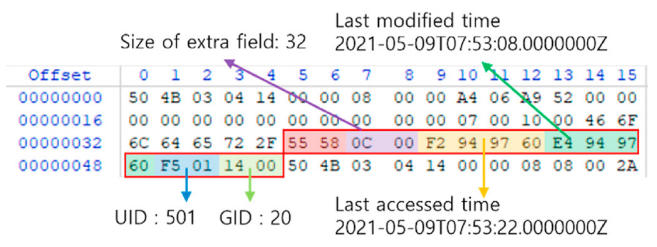 Size of extra field: 32
Last modified time
2021-05-09T07:53:08.0000000Z
Offset 0 1 2 3 4 5 6 7 8 9 10 11 12 13 14 15
00000000 50 4B 03 04 14 00 00 08 00 00 A4 06 A9 52 00 00
00000016 00 00 00 00 00 00 00 00 00 00 07 00 10 00 46 6F
00000032 6C 64 65 72 2F 55 58 0C 00 F2 94 97 60 E4 94 97
00000048 60 F5 01 14 00 50 4B 03 04 14 00 00 08 08 00 2A
UID : 501 GID : 20
Last accessed time
2021-05-09T07:53:22.0000000Z